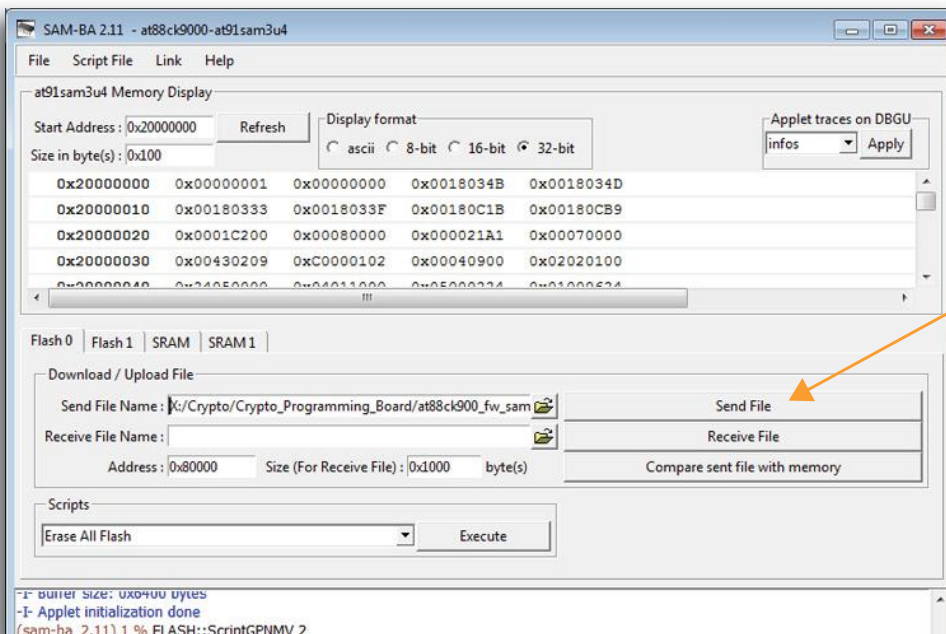 SAM-BA 2.11 - at88ck9000-at91sam3u4
File Script File Link Help
at91sam3u4 Memory Display
Start Address : 0x20000000 Refresh
Size in byte(s) : 0x100
Display format
ascii 8-bit 16-bit 32-bit
Applet traces on DBGU
infos Apply
0x20000000 0x00000001 0x00000000 0x0018034B 0x0018034D
0x20000010 0x00180333 0x0018033F 0x00180C1B 0x00180CB9
0x20000020 0x0001C200 0x00080000 0x000021A1 0x00070000
0x20000030 0x00430209 0xC0000102 0x00040900 0x02020100
Flash 0 Flash 1 SRAM SRAM1
Download / Upload File
Send File Name : X:/Crypto/Crypto_Programming_Board/at88ck900_fw_sam Send File
Receive File Name : Receive File
Address : 0x80000 Size (For Receive File) : 0x1000 byte(s) Compare sent file with memory
Scripts
Erase All Flash Execute
-I- Buffer size: 0x6400 bytes
-I- Applet initialization done
(sam-ba_2.11) 1 % FLASH::ScriptGPNMV 2